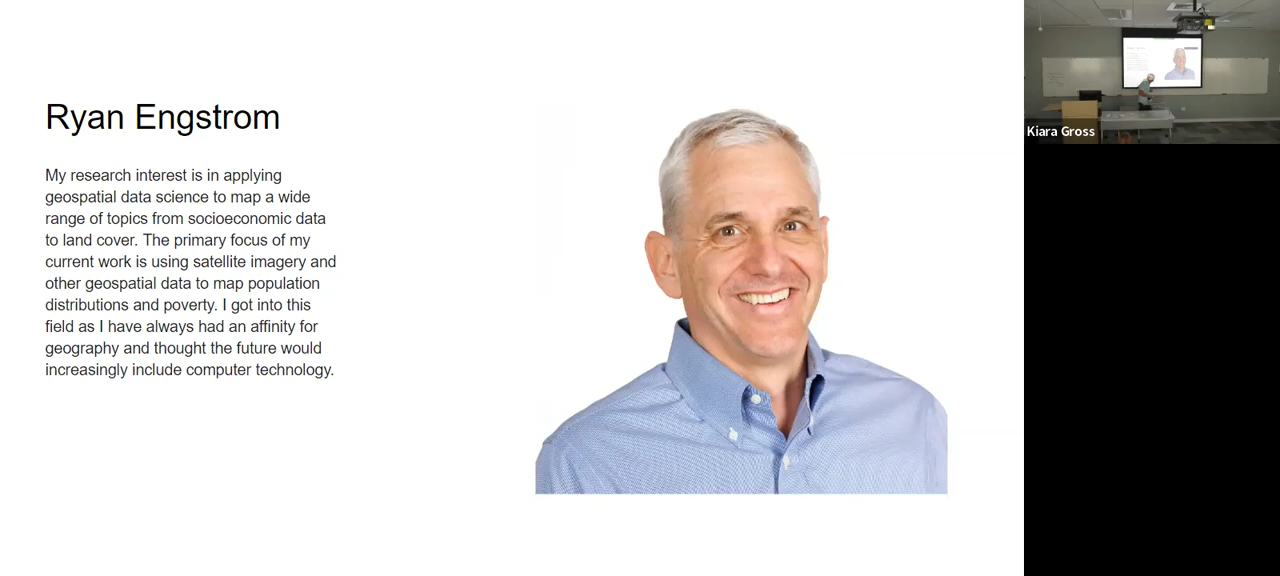 Ryan Engstrom
My research interest is in applying
geospatial data science to map a wide
range of topics from socioeconomic data
to land cover. The primary focus of my
current work is using satellite imagery and
other geospatial data to map population
distributions and poverty. I got into this
field as I have always had an affinity for
geography and thought the future would
increasingly include computer technology.
Kiara Gross